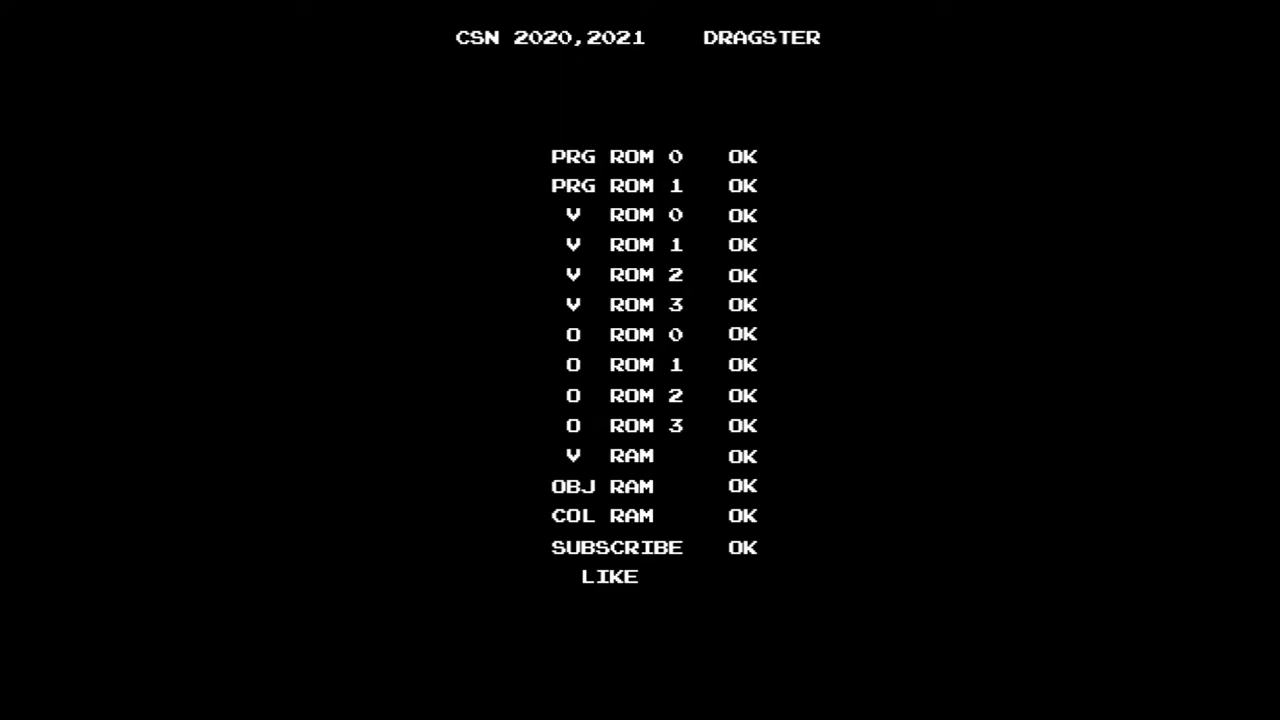 CSN 2020,2021 DRAGSTER
PRG ROM 0 OK
PRG ROM 1 OK
V ROM 0 OK
V ROM 1 OK
V ROM 2 OK
V ROM 3 OK
O ROM 0 OK
O ROM 1 OK
O ROM 2 OK
O ROM 3 OK
V RAM OK
OBJ RAM OK
COL RAM OK
SUBSCRIBE OK
LIKE